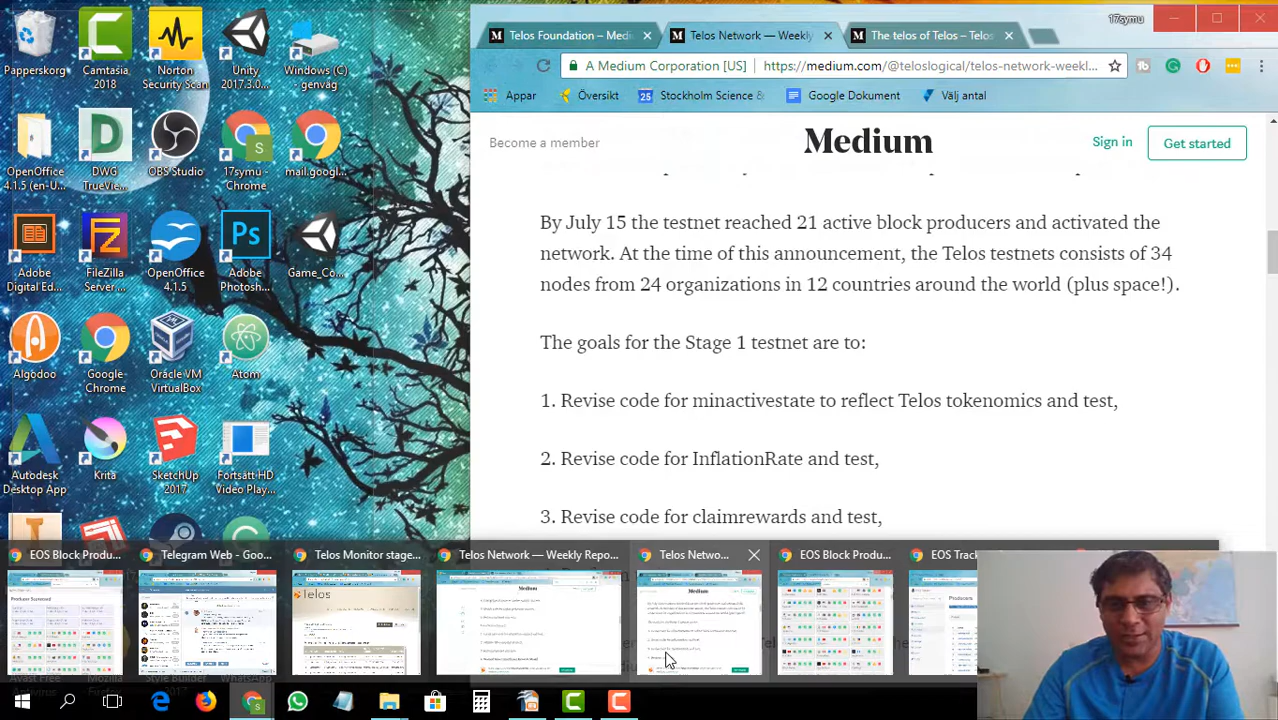 17symu
Telos Foundation – Medi
Telos Network — Weekly
The telos of Telos – Telos
A Medium Corporation [US]
https://medium.com/@teloslogical/telos-network-weekl...
Appar
Översikt
25
Stockholm Science &
Google Dokument
Välj antal
Become a member
Medium
Sign in
Get started
By July 15 the testnet reached 21 active block producers and activated the
network. At the time of this announcement, the Telos testnets consists of 34
nodes from 24 organizations in 12 countries around the world (plus space!).
The goals for the Stage 1 testnet are to:
1. Revise code for minactivestate to reflect Telos tokenomics and test,
2. Revise code for InflationRate and test,
3. Revise code for claimrewards and test,
Papperskorg
Camtasia
2018
Norton
Security Scan
Unity
2017.3.0...
Windows (C)
- genväg
OpenOffice
4.1.5 (en-U...
DWG
TrueVie...
OBS Studio
17symu -
Chrome
mail.googl...
Adobe
Digital Ed...
FileZilla
Server ...
OpenOffice
4.1.5
Ps
Adobe
Photosh...
Game_Co...
Algodoo
Google
Chrome
Oracle VM
VirtualBox
Atom
Autodesk
Desktop App
Krita
SketchUp
2017
Fortsätt HD
Video Play...
EOS Block Produ...
Telegram Web - Goo...
Telos Monitor stage...
Telos Network — Weekly Repo...
Telos Netwo...
EOS Block Produ...
EOS Track
Telos
Medium
Medium
Producers